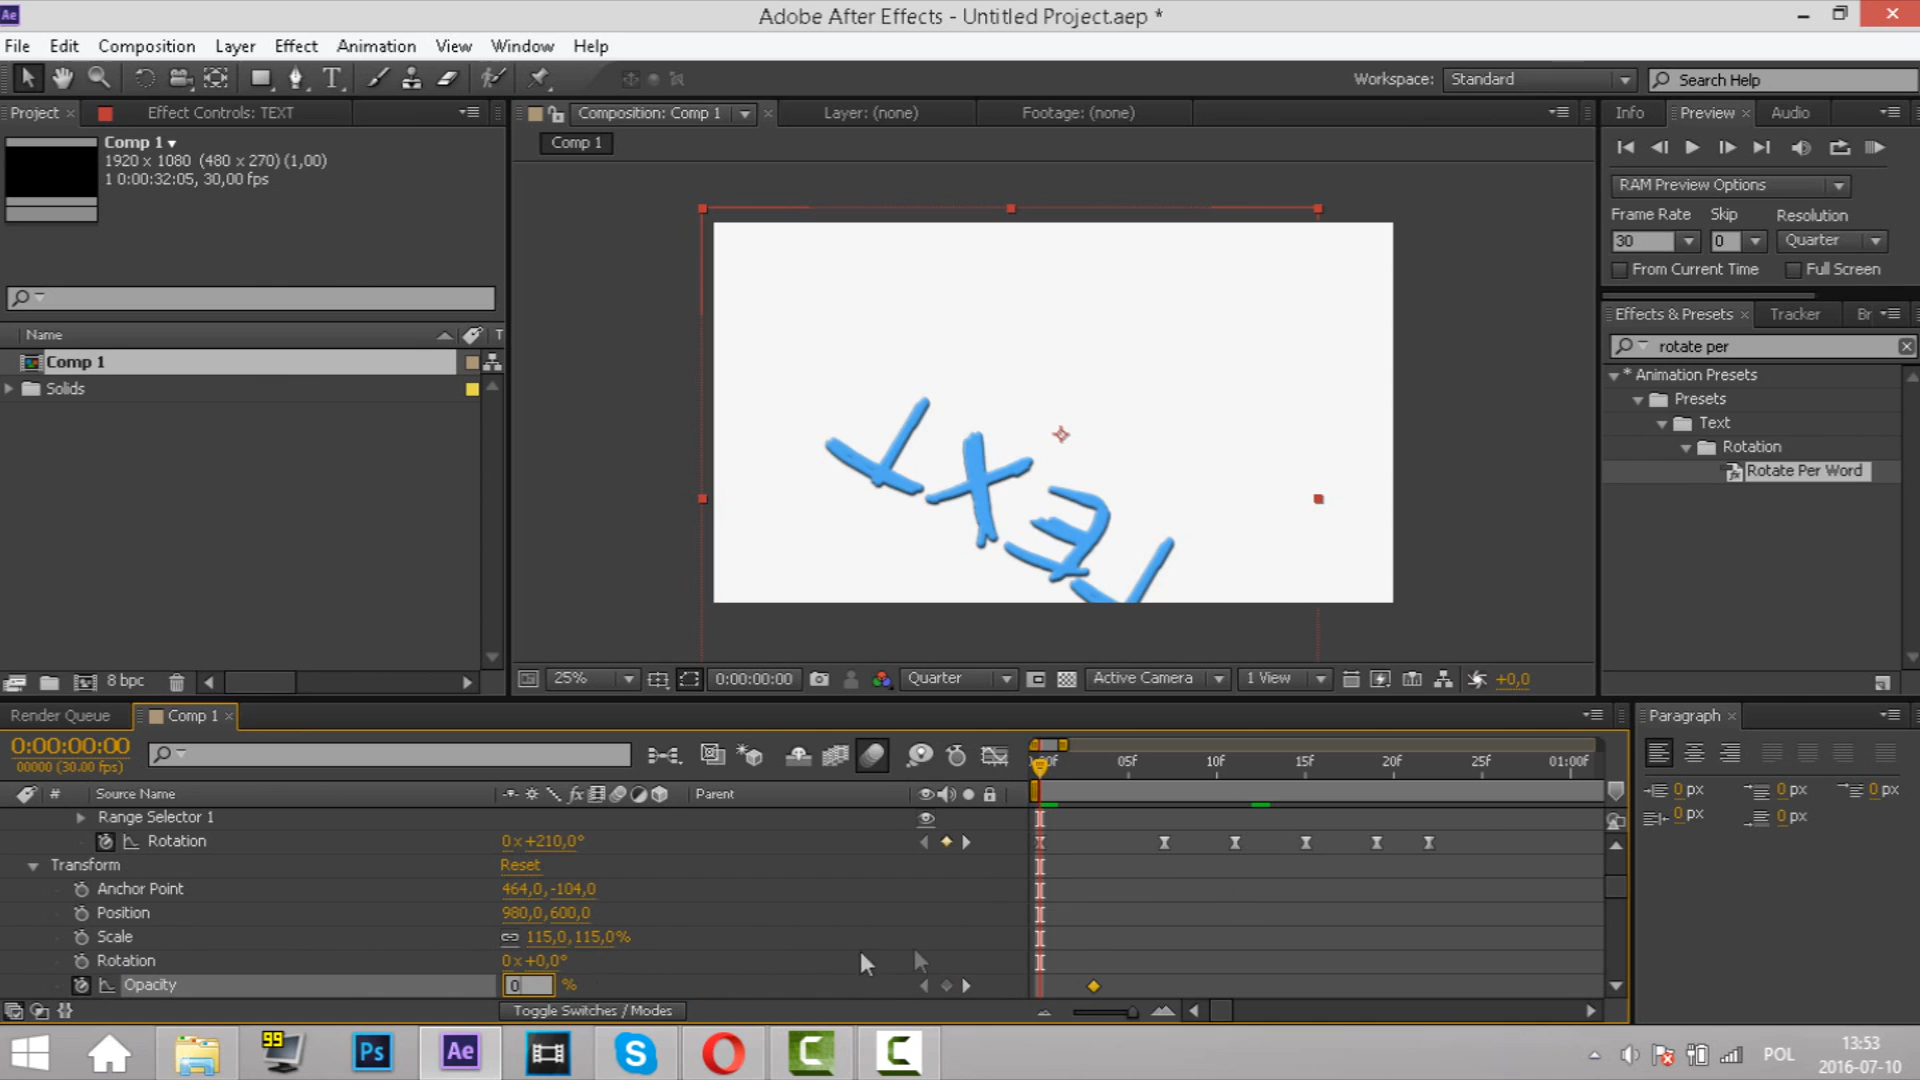 Adobe After Effects - Untitled Project.aep *
File Edit Composition Layer Effect Animation View Window Help
Workspace: Standard Search Help
Project × Effect Controls: TEXT
Composition: Comp 1 × Layer: (none) Footage: (none)
Info Preview × Audio
Comp 1
1920 x 1080 (480 x 270) (1,00)
1 0:00:32:05, 30,00 fps
Comp 1
RAM Preview Options
Frame Rate Skip Resolution
30 0 Quarter
From Current Time Full Screen
Effects & Presets × Tracker Br
rotate per
* Animation Presets
Presets
Text
Rotation
Rotate Per Word
Name T
Comp 1
Solids
TEXT
8 bpc
25% 0:00:00:00 Quarter Active Camera 1 View +0,0
Render Queue Comp 1 ×
Paragraph ×
0:00:00:00
00000 (30.00 fps)
05f 10f 15f 20f 25f 01:00f
# Source Name fx Parent
0 px 0 px 0 px
0 px 0 px
Range Selector 1
Rotation 0x+210,0°
Transform Reset
Anchor Point 464,0,-104,0
Position 980,0,600,0
Scale 115,0,115,0%
Rotation 0x+0,0°
Opacity 0 %
Toggle Switches / Modes
99 Ps Ae
POL
13:53
2016-07-10